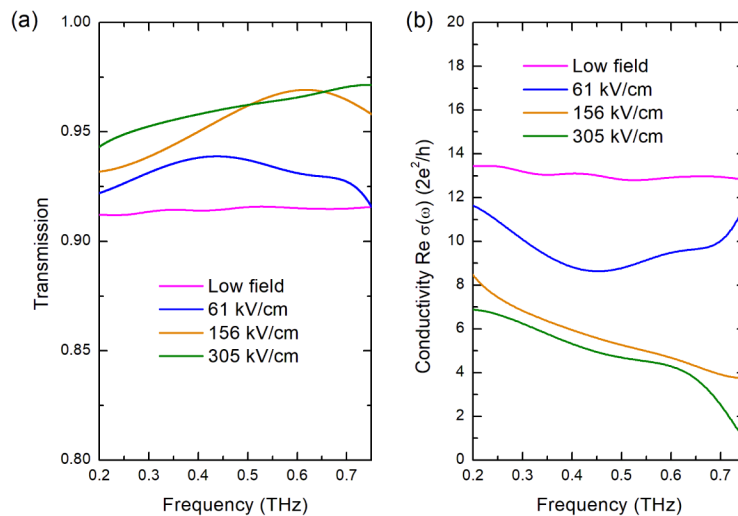 (a)
1.00
0.95
0.90
0.85
0.80
Transmission
Low field
61 kV/cm
156 kV/cm
305 kV/cm
0.2 0.3 0.4 0.5 0.6 0.7
Frequency (THz)
(b)
20
18
16
14
12
10
8
6
4
2
0
Conductivity Re σ(ω) (2e²/h)
Low field
61 kV/cm
156 kV/cm
305 kV/cm
0.2 0.3 0.4 0.5 0.6 0.7
Frequency (THz)